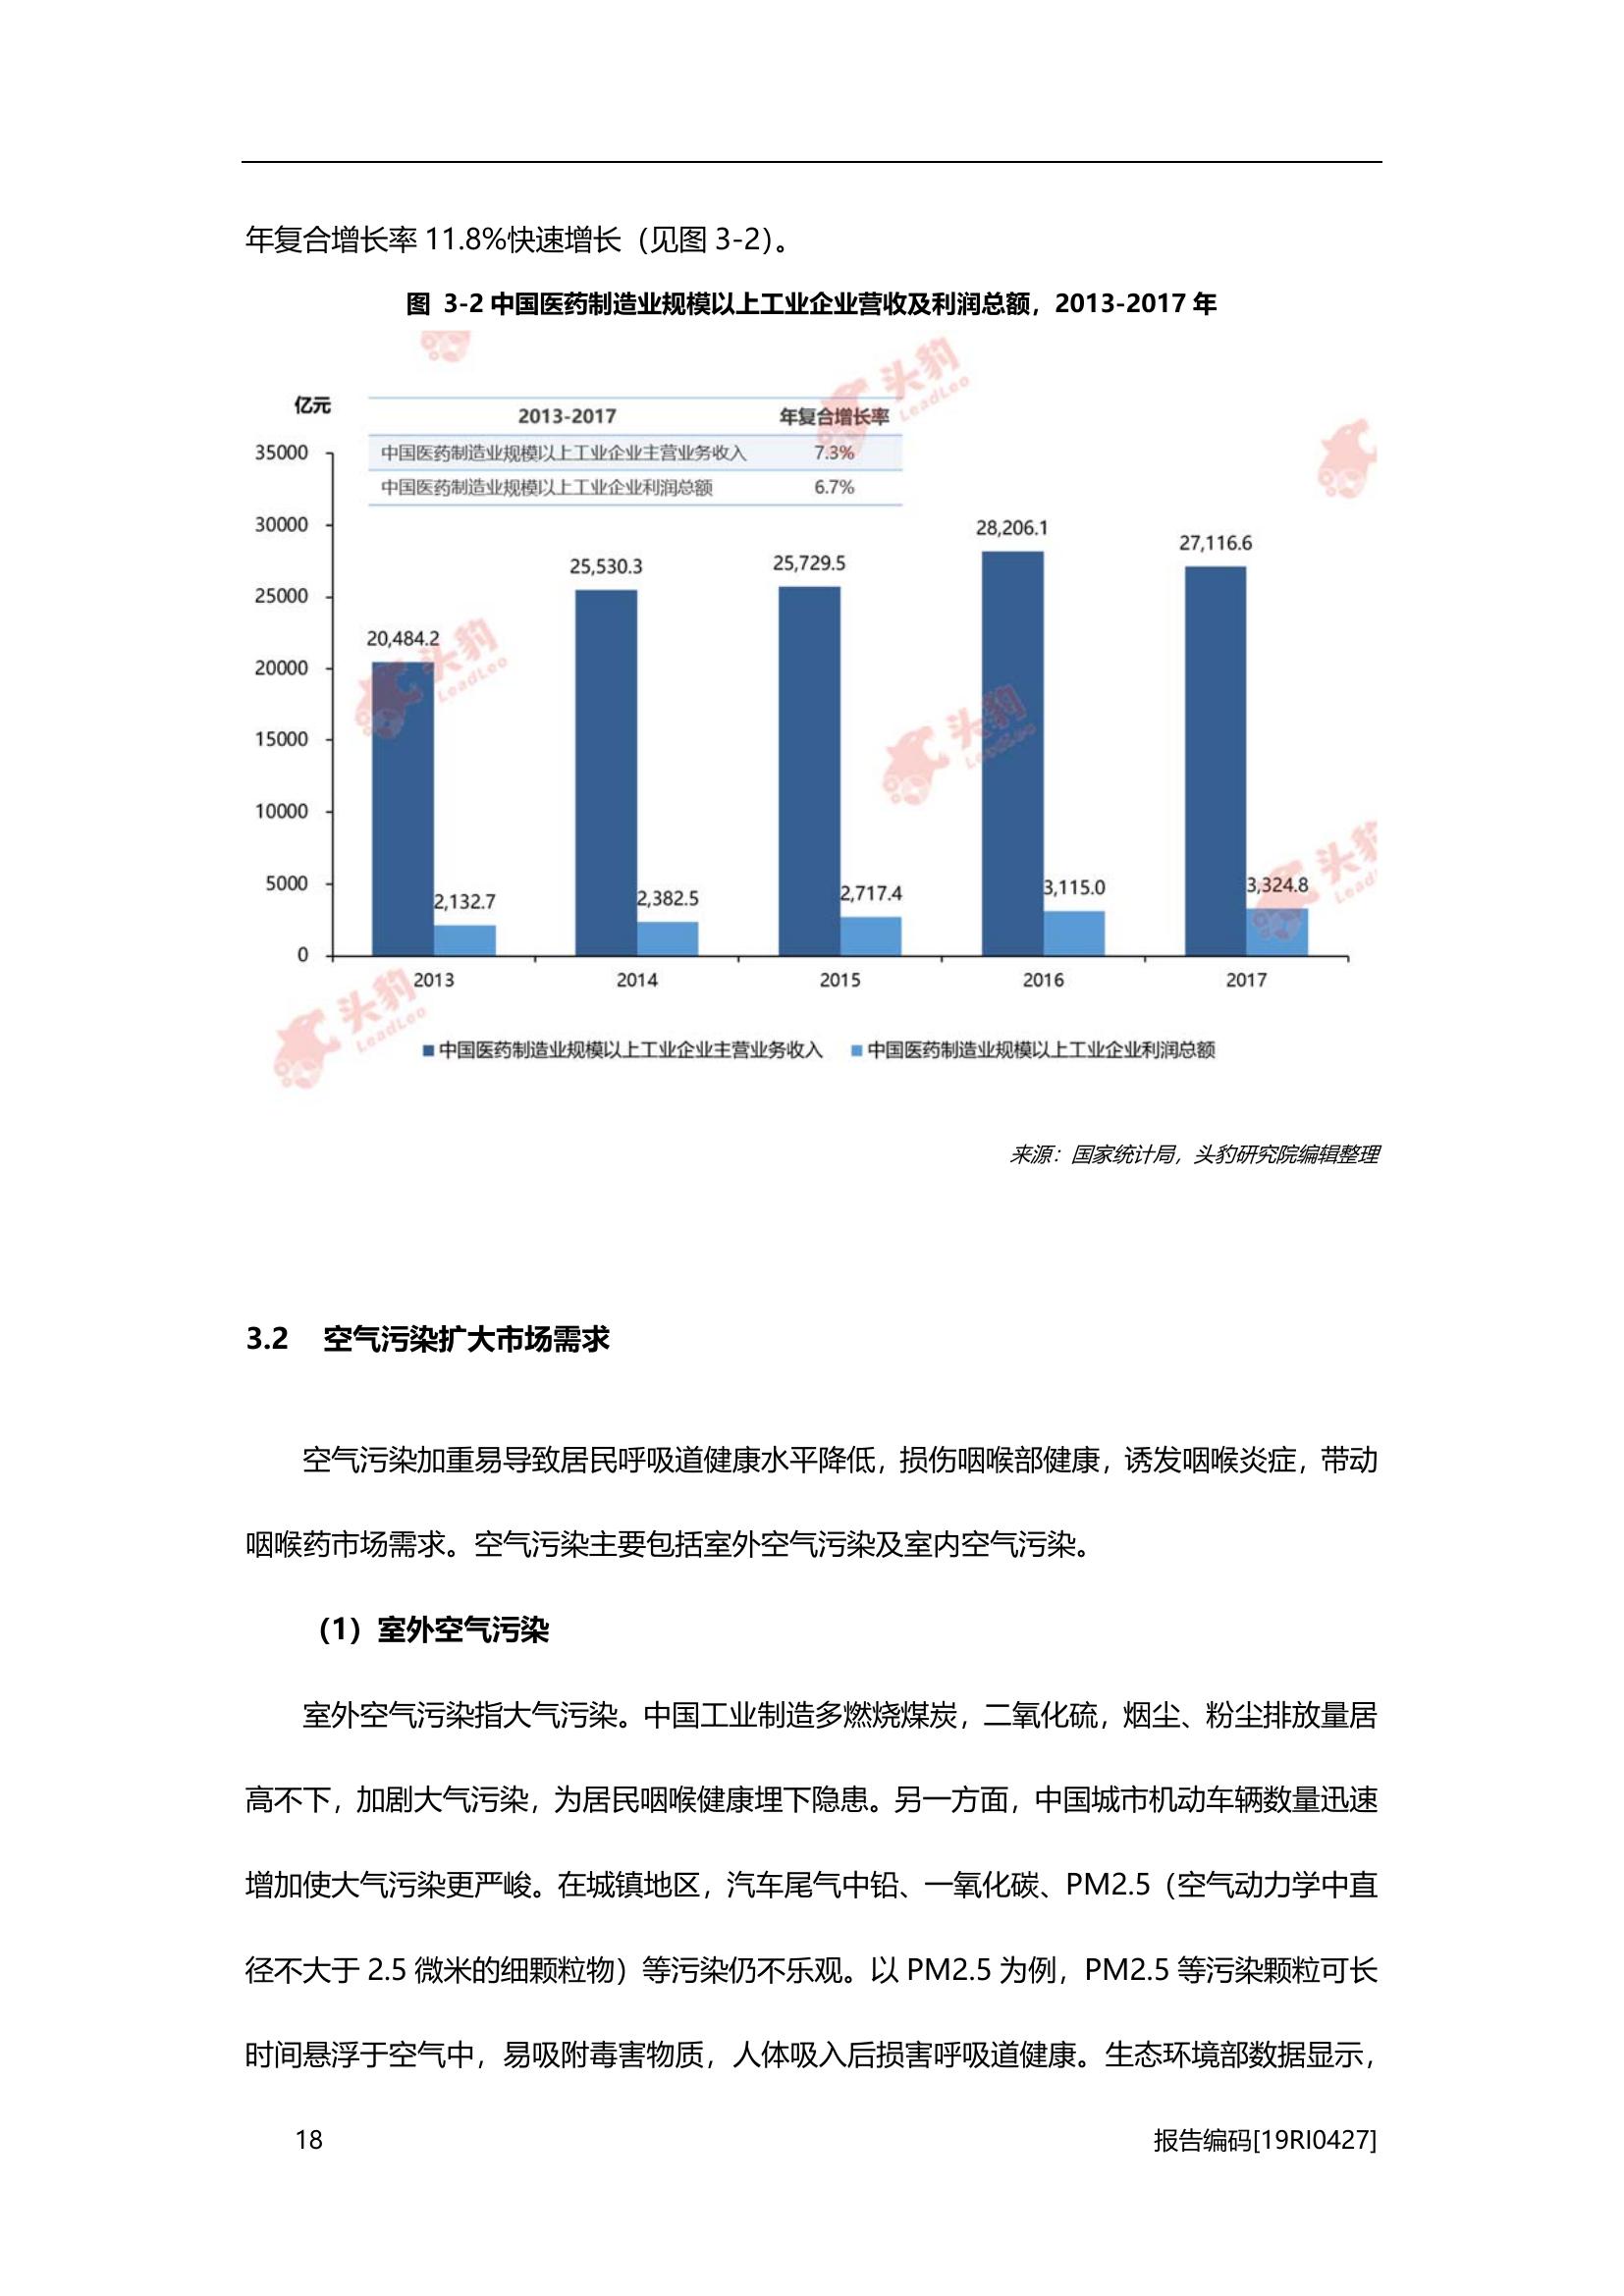 年复合增长率 11.8%快速增长（见图 3-2）。
图 3-2 中国医药制造业规模以上工业企业营收及利润总额，2013-2017 年
亿元
2013-2017 年复合增长率
中国医药制造业规模以上工业企业主营业务收入 7.3%
中国医药制造业规模以上工业企业利润总额 6.7%
35000
30000
25000
20000
15000
10000
5000
0
20,484.2
25,530.3
25,729.5
28,206.1
27,116.6
2,132.7
2,382.5
2,717.4
3,115.0
3,324.8
2013 2014 2015 2016 2017
中国医药制造业规模以上工业企业主营业务收入 中国医药制造业规模以上工业企业利润总额
头豹
LeadLeo
头豹
LeadLeo
头豹
LeadLeo
头豹
Lead
头豹
LeadLeo
来源：国家统计局，头豹研究院编辑整理
3.2 空气污染扩大市场需求
空气污染加重易导致居民呼吸道健康水平降低，损伤咽喉部健康，诱发咽喉炎症，带动
咽喉药市场需求。空气污染主要包括室外空气污染及室内空气污染。
（1）室外空气污染
室外空气污染指大气污染。中国工业制造多燃烧煤炭，二氧化硫，烟尘、粉尘排放量居
高不下，加剧大气污染，为居民咽喉健康埋下隐患。另一方面，中国城市机动车辆数量迅速
增加使大气污染更严峻。在城镇地区，汽车尾气中铅、一氧化碳、PM2.5（空气动力学中直
径不大于 2.5 微米的细颗粒物）等污染仍不乐观。以 PM2.5 为例，PM2.5 等污染颗粒可长
时间悬浮于空气中，易吸附毒害物质，人体吸入后损害呼吸道健康。生态环境部数据显示，
18 报告编码[19RI0427]